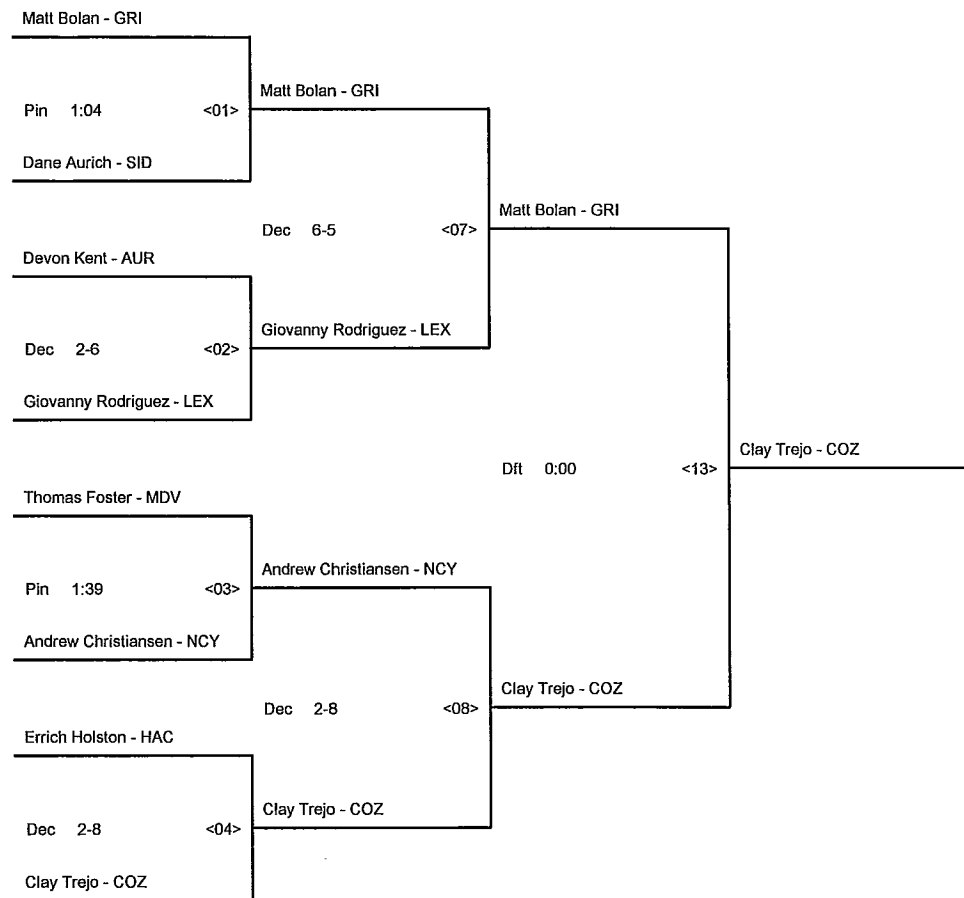 Matt Bolan - GRI
Matt Bolan - GRI
Pin 1:04 <01>
Dane Aurich - SID
Matt Bolan - GRI
Dec 6-5 <07>
Devon Kent - AUR
Giovanny Rodriguez - LEX
Dec 2-6 <02>
Giovanny Rodriguez - LEX
Clay Trejo - COZ
Dft 0:00 <13>
Thomas Foster - MDV
Andrew Christiansen - NCY
Pin 1:39 <03>
Andrew Christiansen - NCY
Clay Trejo - COZ
Dec 2-8 <08>
Errich Holston - HAC
Clay Trejo - COZ
Dec 2-8 <04>
Clay Trejo - COZ